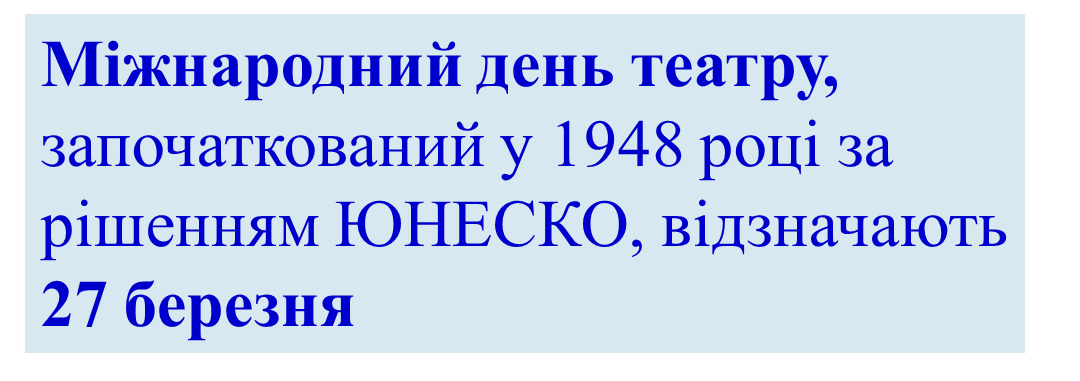 Міжнародний день театру,
започаткований у 1948 році за
рішенням ЮНЕСКО, відзначають
27 березня